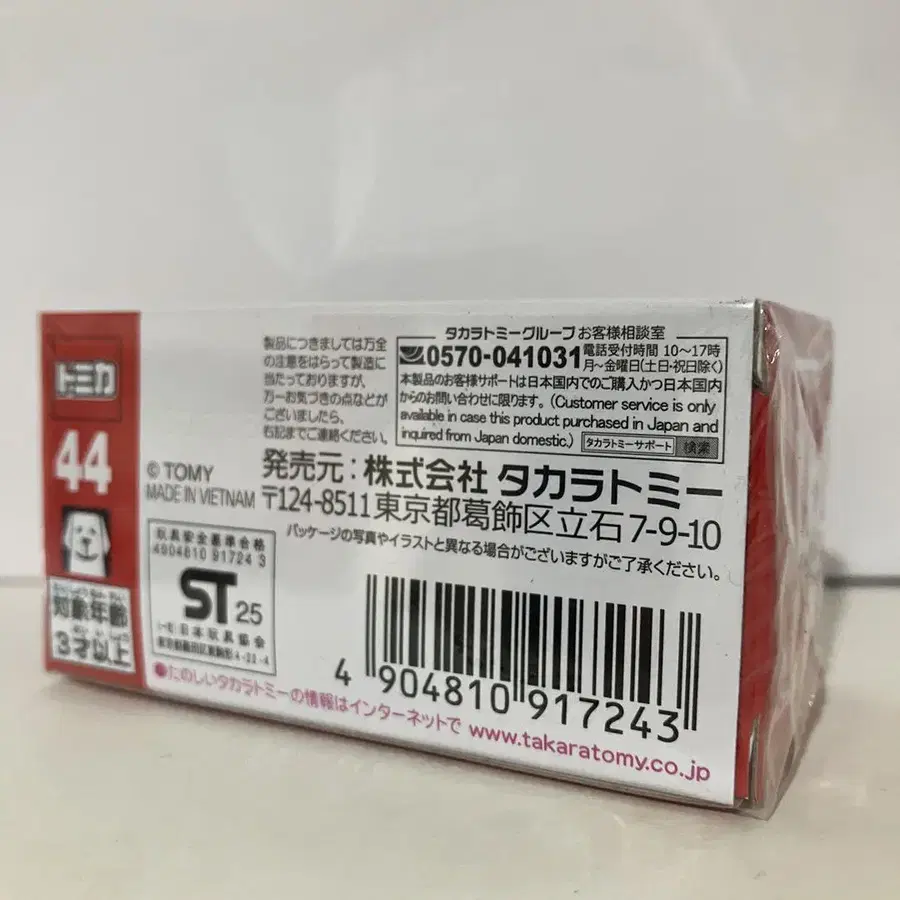 トミカ
44
対象年齢
3才以上
© TOMY
MADE IN VIETNAM
製品につきましては万全
の注意をはらって製造に
当たっておりますが、
万一お気づきの点などが
ございましたら、
右記までご連絡ください。
タカラトミーグループお客様相談室
0570-041031
電話受付時間 10〜17時
月〜金曜日(土日・祝日除く)
本製品のお客様サポートは日本国内でのご購入かつ日本国内
からのお問い合わせに限ります。(Customer service is only
available in case this product purchased in Japan and
inquired from Japan domestic.)
タカラトミーサポート 検索
発売元：株式会社 タカラトミー
〒124-8511 東京都葛飾区立石7-9-10
パッケージの写真やイラストと異なる場合がございますがご了承ください。
玩具安全基準合格
4904810 91724 3
ST 25
日本玩具協会
4 904810 917243
●たのしいタカラトミーの情報はインターネットで www.takaratomy.co.jp